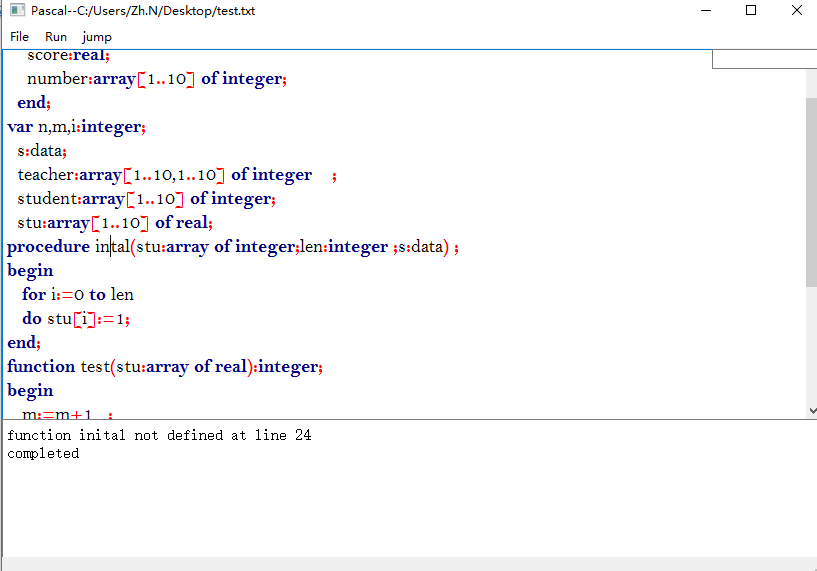 Pascal--C:/Users/Zh.N/Desktop/test.txt
File Run jump
score:real;
number:array[1..10] of integer;
end;
var n,m,i:integer;
s:data;
teacher:array[1..10,1..10] of integer ;
student:array[1..10] of integer;
stu:array[1..10] of real;
procedure intal(stu:array of integer;len:integer ;s:data) ;
begin
for i:=0 to len
do stu[i]:=1;
end;
function test(stu:array of real):integer;
begin
m:=m+1 ;
function inital not defined at line 24
completed